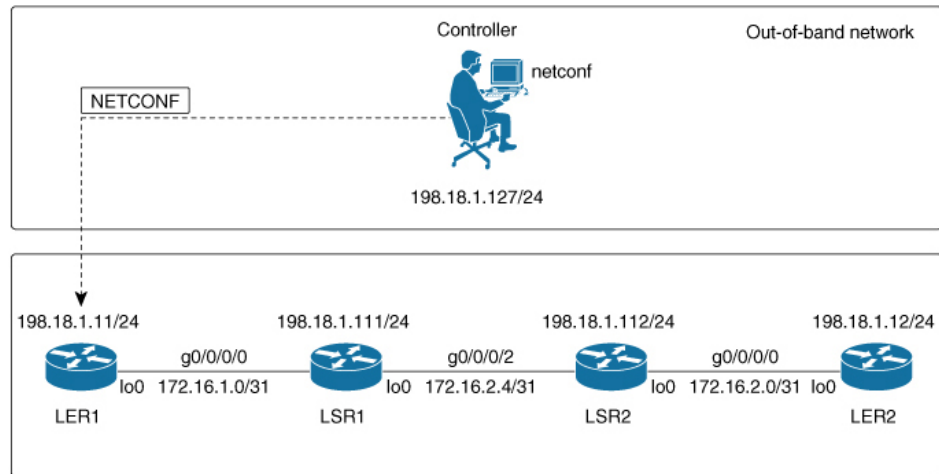 Controller
Out-of-band network
netconf
NETCONF
198.18.1.127/24
198.18.1.11/24 198.18.1.111/24 198.18.1.112/24 198.18.1.12/24
g0/0/0/0 g0/0/0/2 g0/0/0/0
lo0 172.16.1.0/31 lo0 172.16.2.4/31 lo0 172.16.2.0/31 lo0
LER1 LSR1 LSR2 LER2